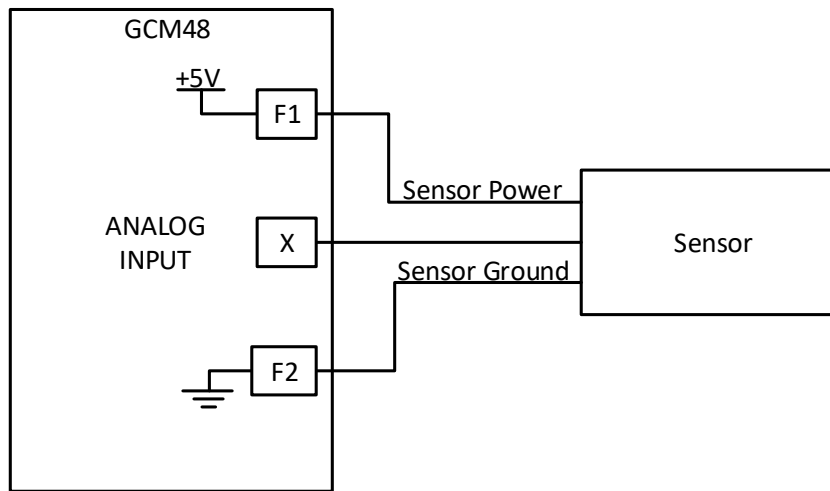 GCM48
+5V
F1
Sensor Power
ANALOG
INPUT
X
Sensor
Sensor Ground
F2